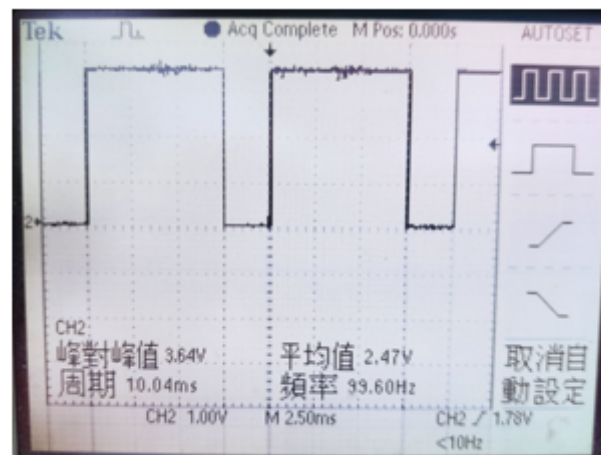 Tek Acq Complete M Pos: 0.000s AUTOSET
2
CH2
峰對峰值 3.64V 平均值 2.47V
周期 10.04ms 頻率 99.60Hz
取消自
動設定
CH2 1.00V M 2.50ms CH2 1.78V
<10Hz